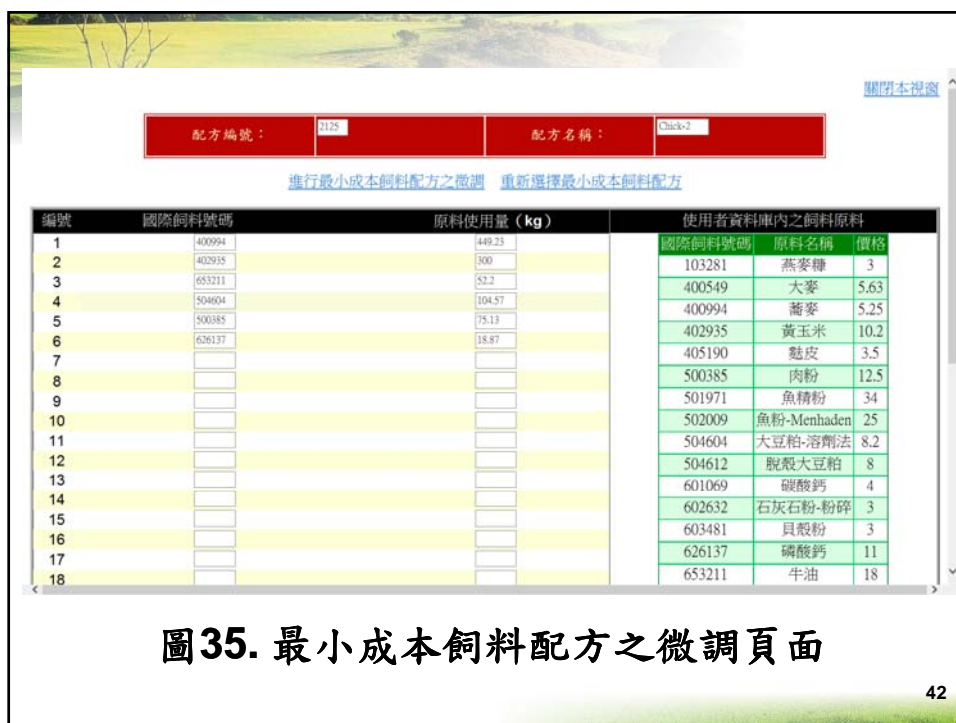 關閉本視窗
配方編號： 2125 配方名稱： Chick-2
進行最小成本飼料配方之微調 重新選擇最小成本飼料配方
編號 國際飼料號碼 原料使用量（kg） 使用者資料庫內之飼料原料
1 400994 449.23
2 402935 300
3 653211 52.2
4 504604 104.57
5 500385 75.13
6 626137 18.87
7
8
9
10
11
12
13
14
15
16
17
18
國際飼料號碼 原料名稱 價格
103281 燕麥糠 3
400549 大麥 5.63
400994 蕎麥 5.25
402935 黃玉米 10.2
405190 麩皮 3.5
500385 肉粉 12.5
501971 魚精粉 34
502009 魚粉-Menhaden 25
504604 大豆粕-溶劑法 8.2
504612 脫殼大豆粕 8
601069 碳酸鈣 4
602632 石灰石粉-粉碎 3
603481 貝殼粉 3
626137 磷酸鈣 11
653211 牛油 18
圖35. 最小成本飼料配方之微調頁面
42